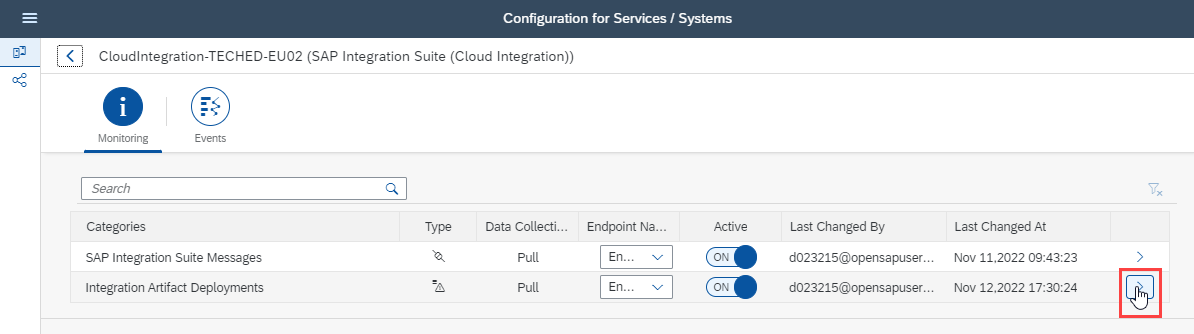 Configuration for Services / Systems
CloudIntegration-TECHED-EU02 (SAP Integration Suite (Cloud Integration))
Monitoring
Events
Search
Categories Type Data Collecti... Endpoint Na... Active Last Changed By Last Changed At
SAP Integration Suite Messages Pull En... ON d023215@opensapuser... Nov 11,2022 09:43:23
Integration Artifact Deployments Pull En... ON d023215@opensapuser... Nov 12,2022 17:30:24